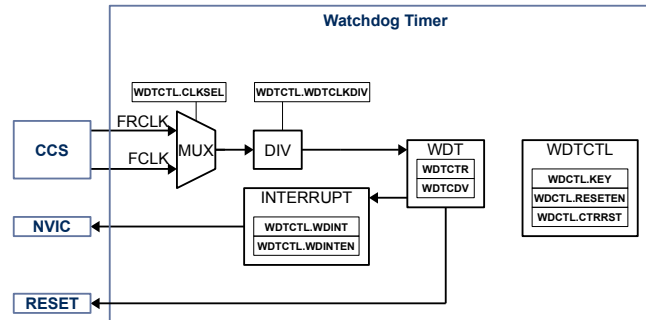 Watchdog Timer
WDTCTL.CLKSEL
WDTCTL.WDTCLKDIV
CCS
FRCLK
FCLK
MUX
DIV
WDT
WDTCTR
WDTCDV
WDTCTL
WDCTL.KEY
WDCTL.RESETEN
WDCTL.CTRRST
INTERRUPT
WDTCTL.WDINT
WDTCTL.WDINTEN
NVIC
RESET